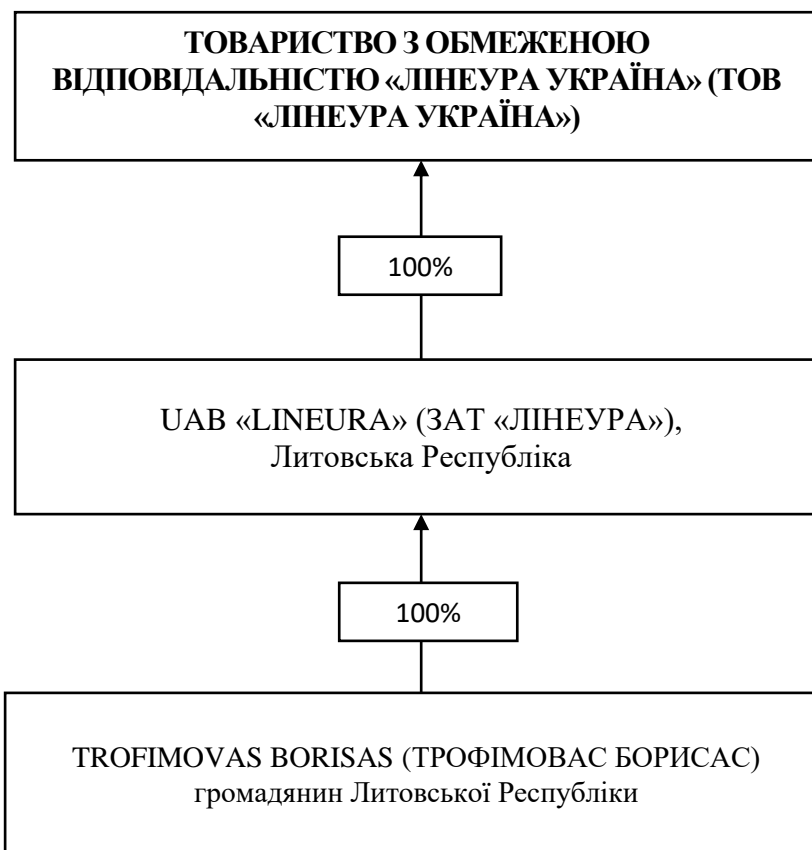 ТОВАРИСТВО З ОБМЕЖЕНОЮ
ВІДПОВІДАЛЬНІСТЮ «ЛІНЕУРА УКРАЇНА» (ТОВ
«ЛІНЕУРА УКРАЇНА»)
100%
UAB «LINEURA» (ЗАТ «ЛІНЕУРА»),
Литовська Республіка
100%
TROFIMOVAS BORISAS (ТРОФІМОВАС БОРИСАС)
громадянин Литовської Республіки